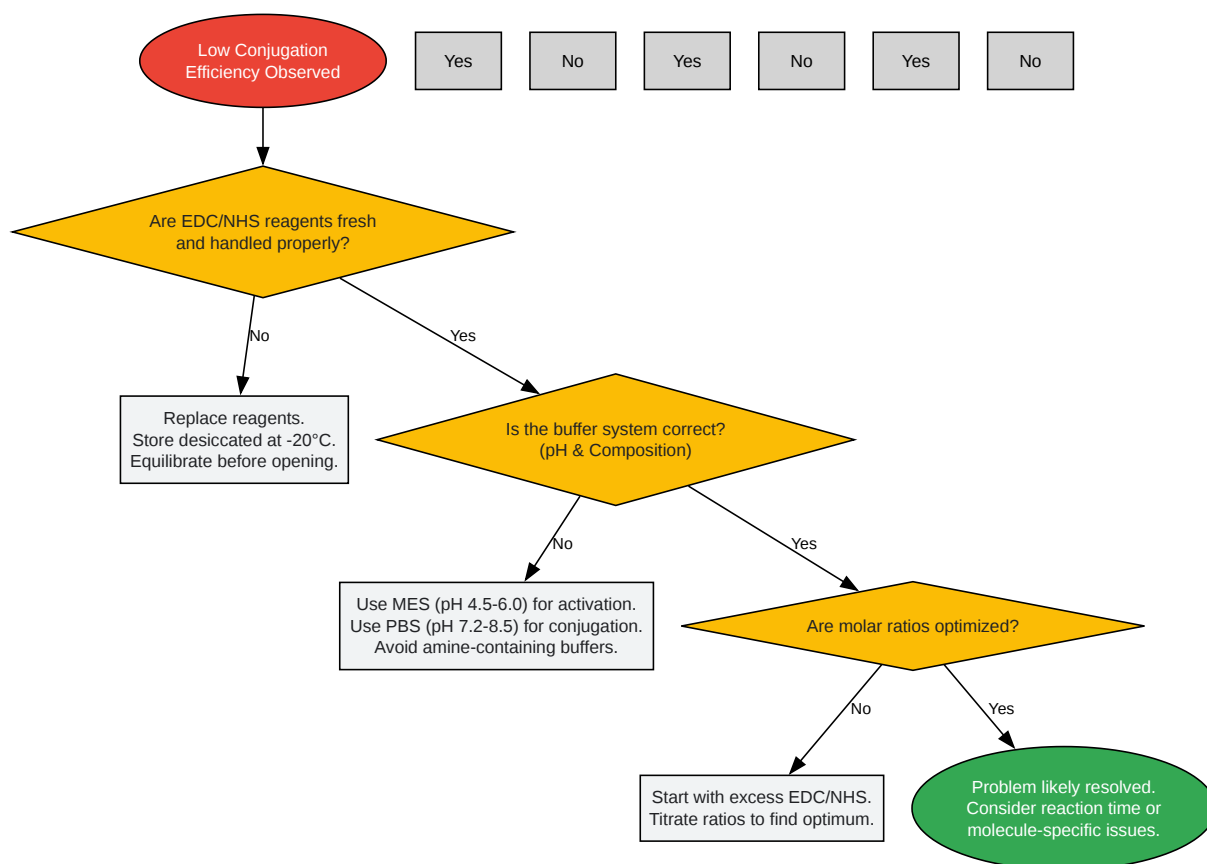 Low Conjugation
Efficiency Observed
Yes
No
Yes
No
Yes
No
Are EDC/NHS reagents fresh
and handled properly?
No
Yes
Replace reagents.
Store desiccated at -20°C.
Equilibrate before opening.
Is the buffer system correct?
(pH & Composition)
No
Yes
Use MES (pH 4.5-6.0) for activation.
Use PBS (pH 7.2-8.5) for conjugation.
Avoid amine-containing buffers.
Are molar ratios optimized?
No
Yes
Start with excess EDC/NHS.
Titrate ratios to find optimum.
Problem likely resolved.
Consider reaction time or
molecule-specific issues.